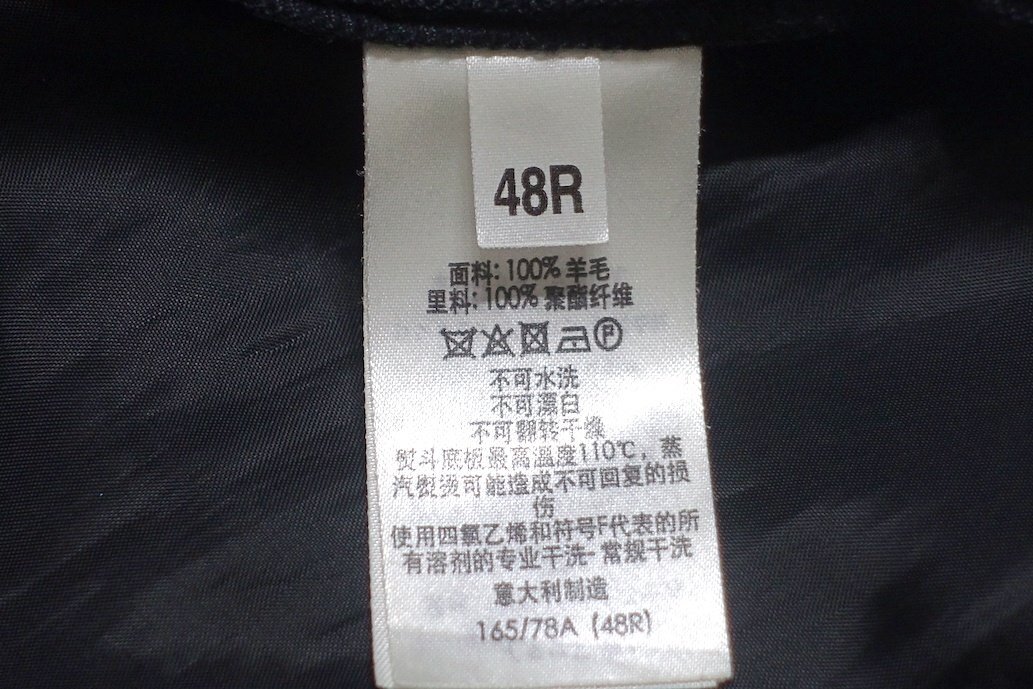 48R
面料: 100% 羊毛
里料: 100% 聚酯纤维
P
不可水洗
不可漂白
不可翻转干燥
熨斗底板最高温度110℃，蒸
汽熨烫可能造成不可回复的损
伤
使用四氯乙烯和符号F代表的所
有溶剂的专业干洗- 常规干洗
意大利制造
165/78A (48R)